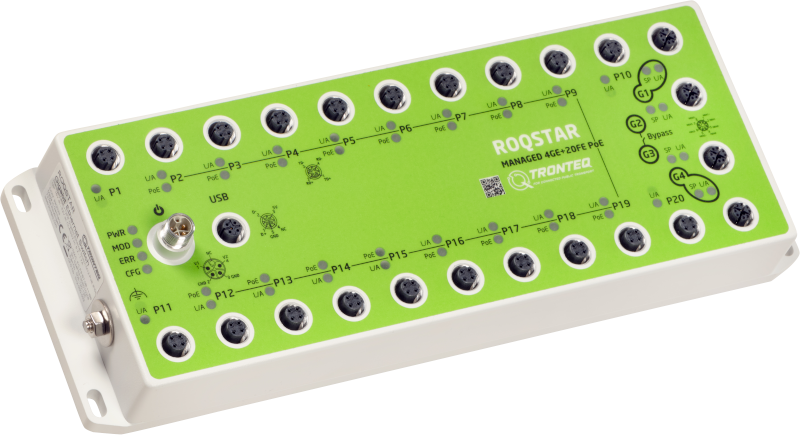 P10
SP L/A
G1
L/A
P9
PoE
L/A
P8
PoE
L/A
P7
PoE
L/A
P6
PoE
L/A
P5
PoE
L/A
P4
PoE
L/A
P3
PoE
L/A
P2
PoE
L/A
P1
SP L/A
G2
Bypass
G3
SP L/A
G4
SP L/A
ROQSTAR
MANAGED 4GE+20FE PoE
TRONTEQ
USB
PWR
MOD
ERR
CFG
L/A
P20
P19
PoE
L/A
P18
PoE
L/A
P17
PoE
L/A
P16
PoE
L/A
P15
PoE
L/A
P14
PoE
L/A
P13
PoE
L/A
P12
PoE
L/A
P11
L/A
ROQSTAR